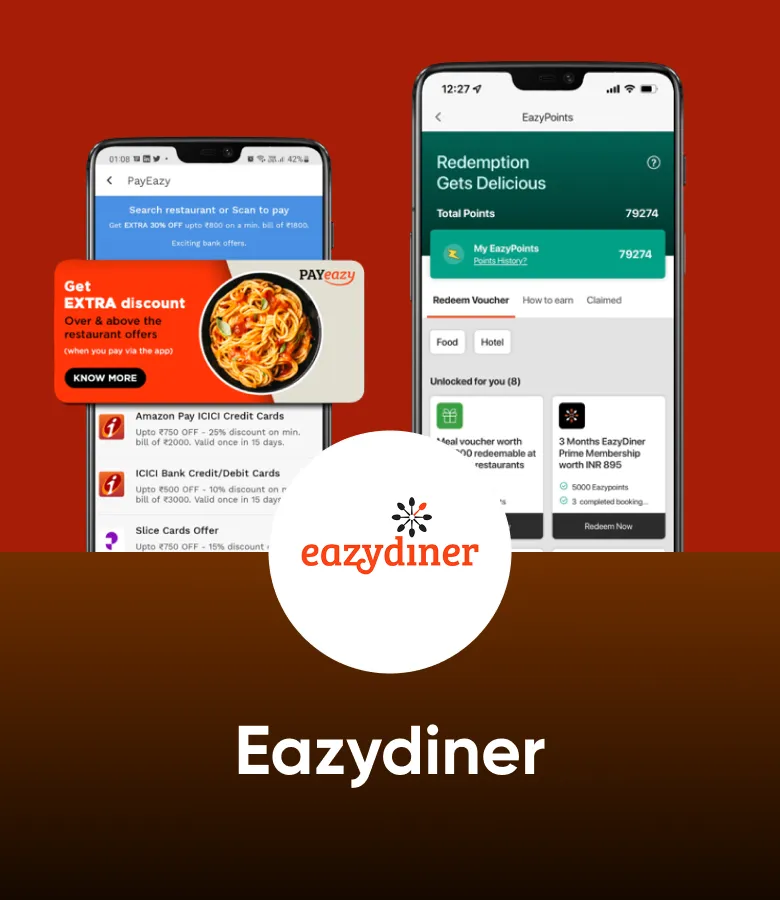 01:08
42%
PayEazy
Search restaurant or Scan to pay
Get EXTRA 30% OFF upto ₹800 on a min. bill of ₹1800.
Exciting bank offers.
PAYeazy
Get
EXTRA discount
Over & above the
restaurant offers
(when you pay via the app)
KNOW MORE
Amazon Pay ICICI Credit Cards
Upto ₹750 OFF - 25% discount on min.
bill of ₹2000. Valid once in 15 days.
ICICI Bank Credit/Debit Cards
Upto ₹500 OFF - 10% discount on
bill of ₹3000. Valid once in 15 days
Slice Cards Offer
Upto ₹750 OFF - 15% discount
12:27
EazyPoints
Redemption
Gets Delicious
Total Points 79274
My EazyPoints
Points History?
79274
Redeem Voucher How to earn Claimed
Food Hotel
Unlocked for you (8)
Meal voucher worth
redeemable at
restaurants
3 Months EazyDiner
Prime Membership
worth INR 895
5000 Eazypoints
3 completed booking...
Redeem Now
eazydiner
Eazydiner